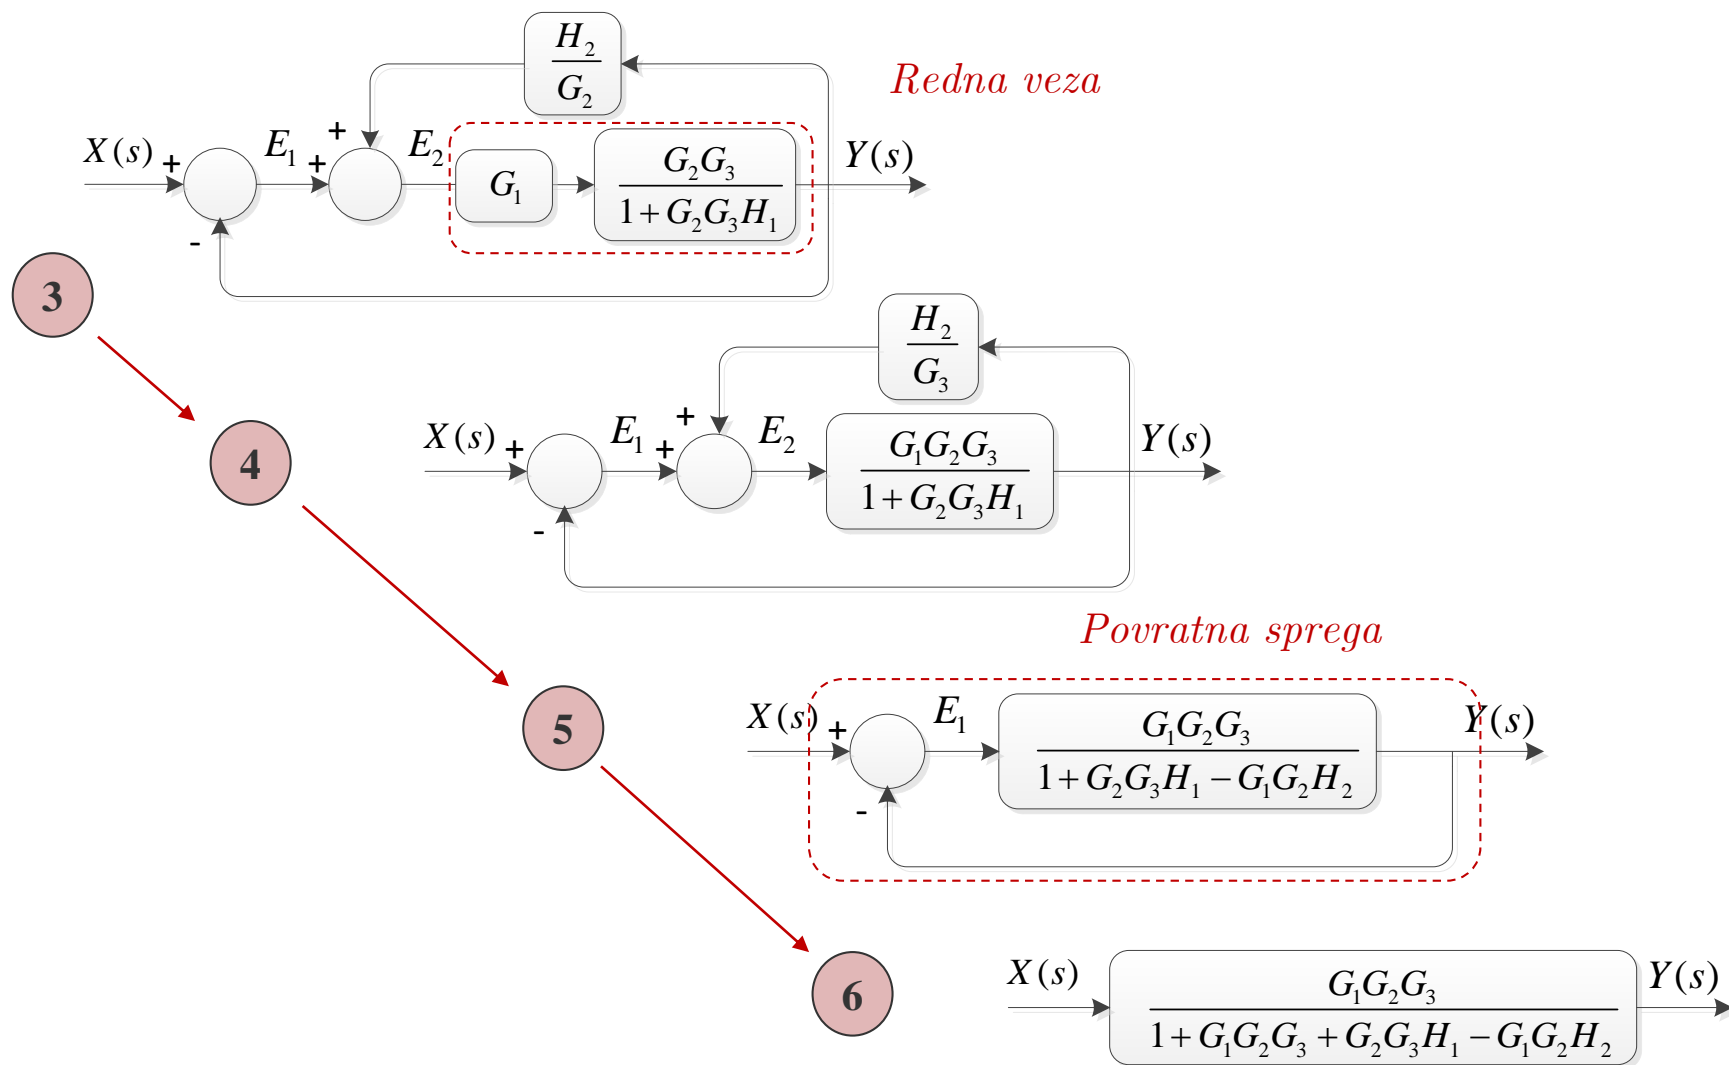 H₂/G₂
Redna veza
X(s) + E₁ + + E₂ G₁ G₂G₃/(1+G₂G₃H₁) Y(s)
-
3
H₂/G₃
4
X(s) + E₁ + + E₂ G₁G₂G₃/(1+G₂G₃H₁) Y(s)
-
Povratna sprega
5
X(s) + E₁ G₁G₂G₃/(1+G₂G₃H₁−G₁G₂H₂) Y(s)
-
6
X(s) G₁G₂G₃/(1+G₁G₂G₃+G₂G₃H₁−G₁G₂H₂) Y(s)